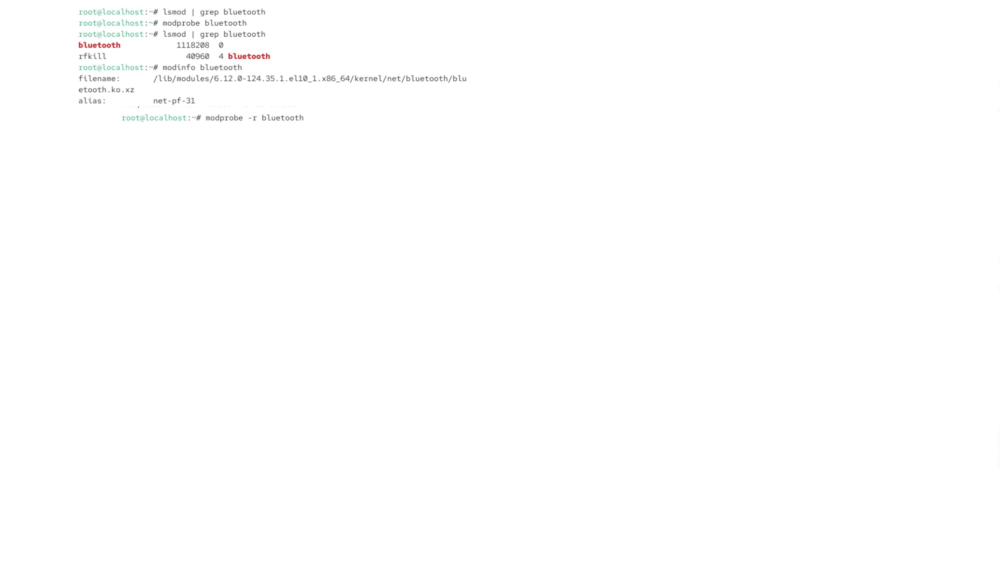 root@localhost:~# lsmod | grep bluetooth
root@localhost:~# modprobe bluetooth
root@localhost:~# lsmod | grep bluetooth
bluetooth            1118208  0
rfkill                 40960  4 bluetooth
root@localhost:~# modinfo bluetooth
filename:       /lib/modules/6.12.0-124.35.1.el10_1.x86_64/kernel/net/bluetooth/blu
etooth.ko.xz
alias:          net-pf-31
root@localhost:~# modprobe -r bluetooth